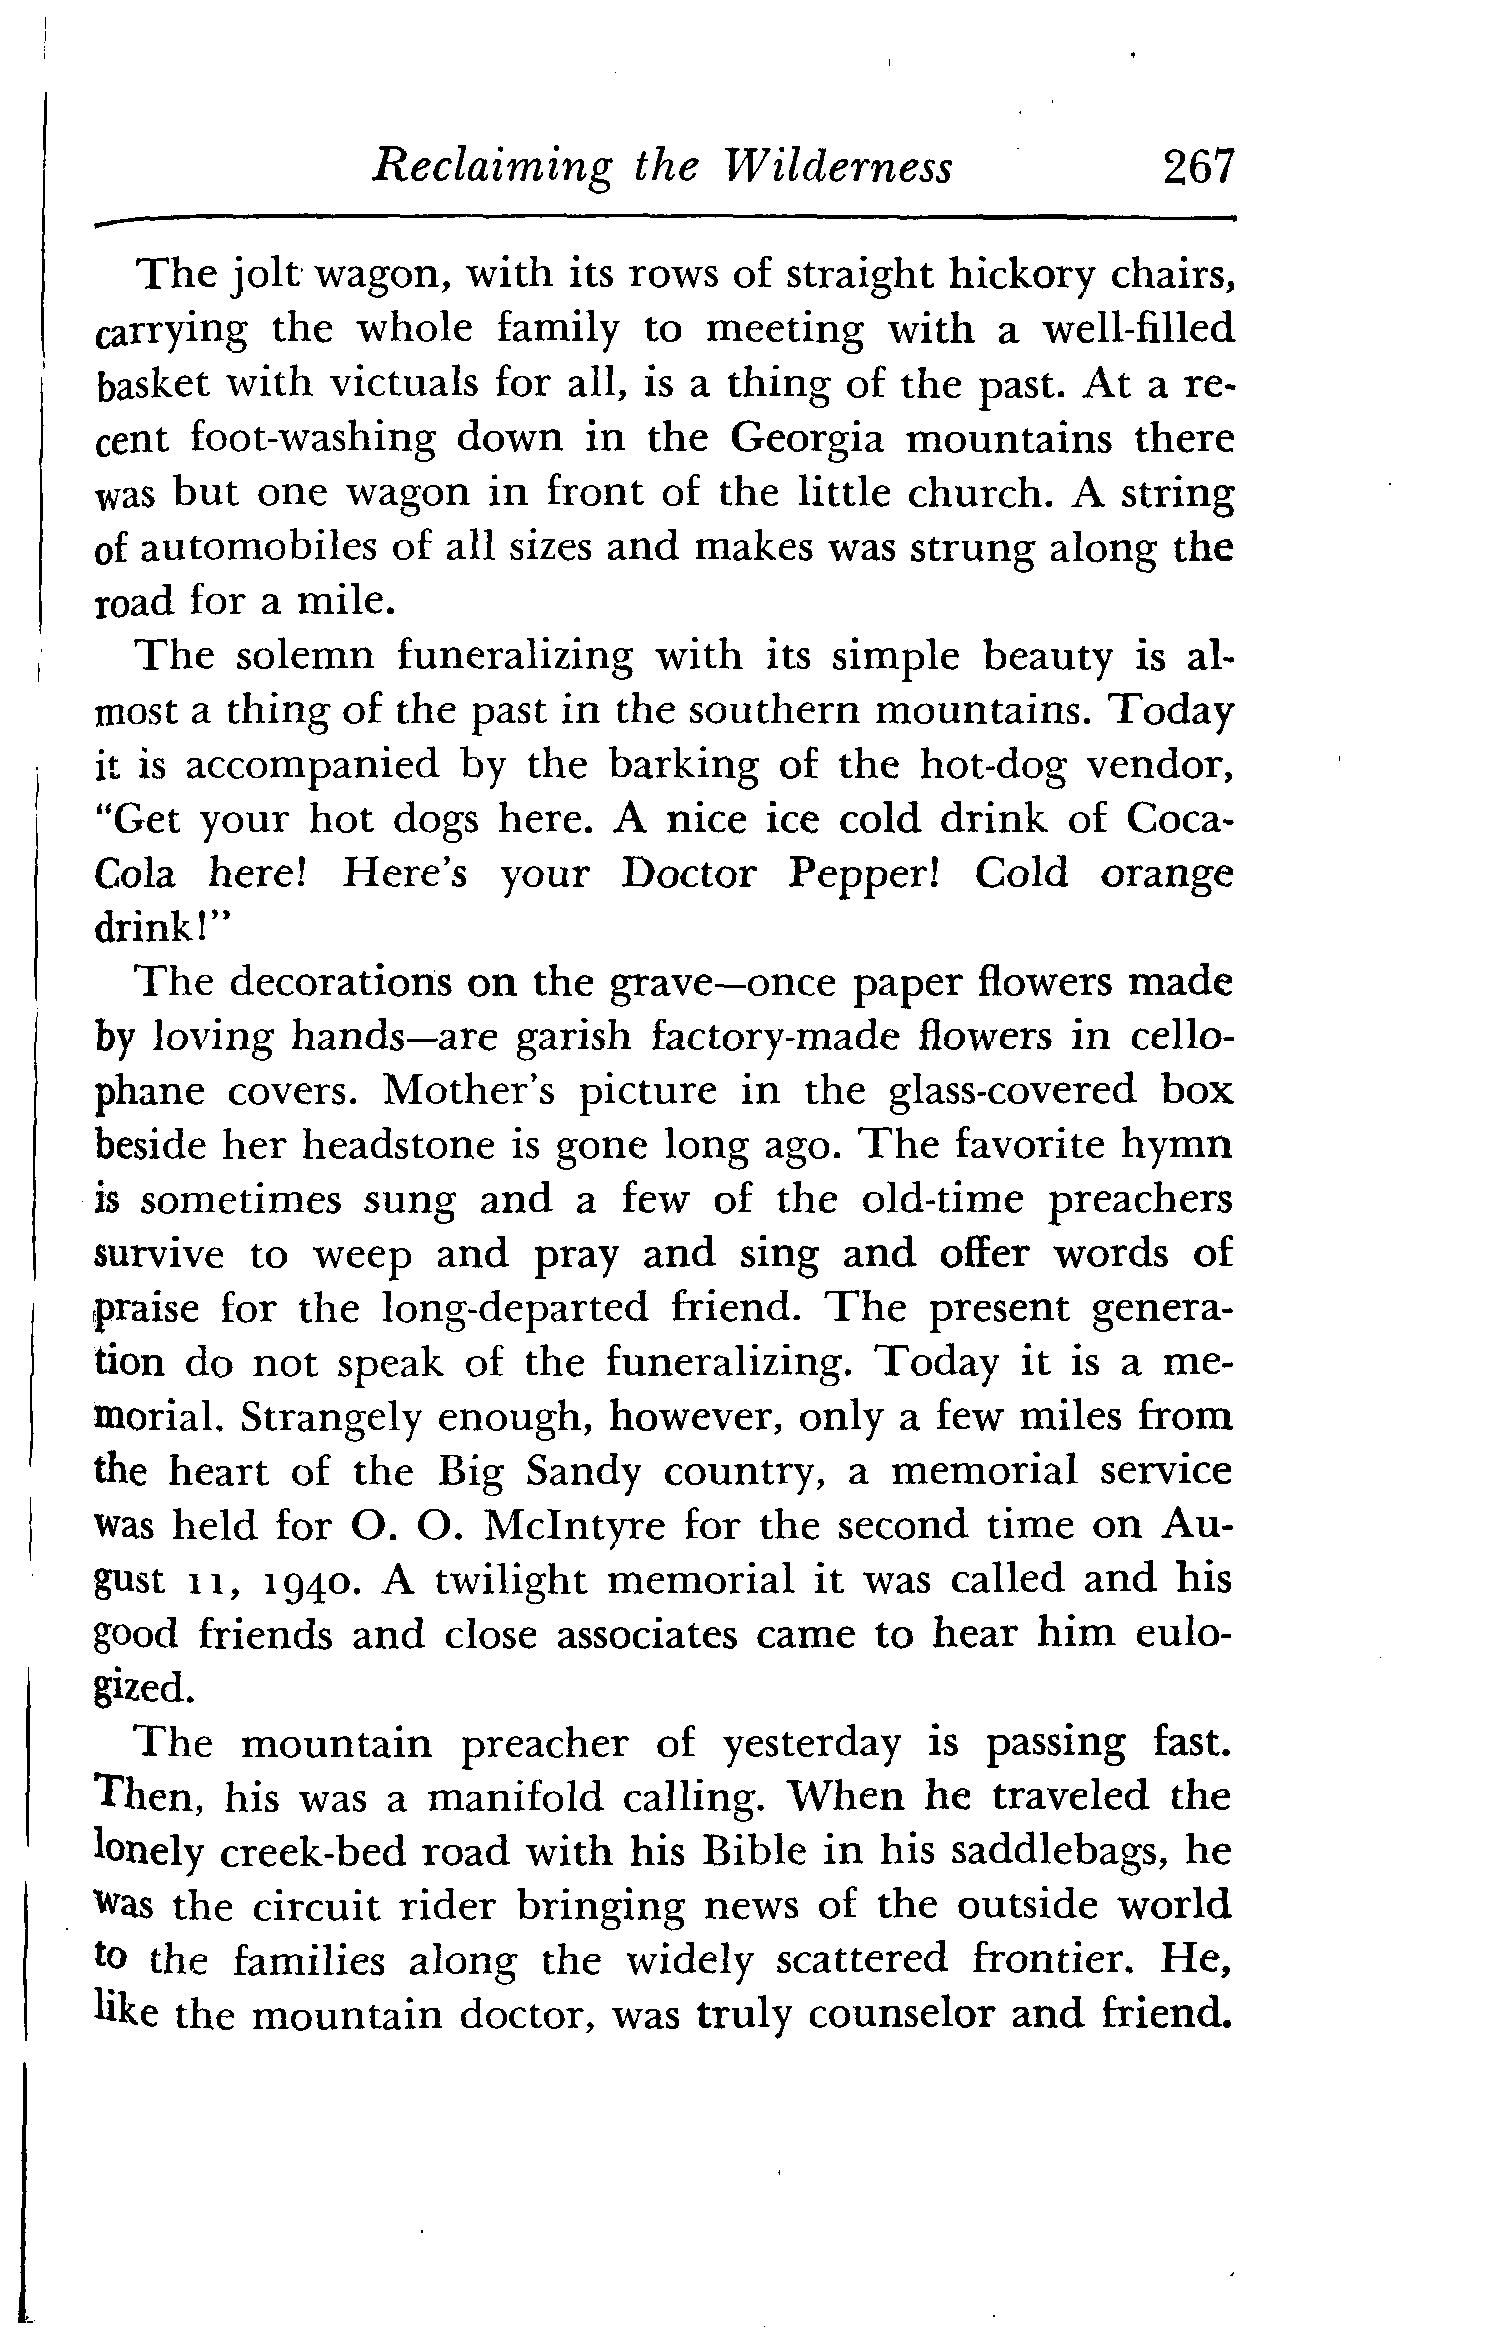 Reclaiming the Wilderness 267
The jolt wagon, with its rows of straight hickory chairs,
carrying the whole family to meeting with a well-filled
basket with victuals for all, is a thing of the past. At a re-
cent foot-washing down in the Georgia mountains there
was but one wagon in front of the little church. A string
of automobiles of all sizes and makes was strung along the
road for a mile.
The solemn funeralizing with its simple beauty is al-
most a thing of the past in the southern mountains. Today
it is accompanied by the barking of the hot-dog vendor,
"Get your hot dogs here. A nice ice cold drink of Coca-
Cola here! Here's your Doctor Pepper! Cold orange
drink!"
The decorations on the grave—once paper flowers made
by loving hands—are garish factory-made flowers in cello-
phane covers. Mother's picture in the glass-covered box
beside her headstone is gone long ago. The favorite hymn
is sometimes sung and a few of the old-time preachers
survive to weep and pray and sing and offer words of
praise for the long-departed friend. The present genera-
tion do not speak of the funeralizing. Today it is a me-
morial. Strangely enough, however, only a few miles from
the heart of the Big Sandy country, a memorial service
was held for O. O. McIntyre for the second time on Au-
gust 11, 1940. A twilight memorial it was called and his
good friends and close associates came to hear him eulo-
gized.
The mountain preacher of yesterday is passing fast.
Then, his was a manifold calling. When he traveled the
lonely creek-bed road with his Bible in his saddlebags, he
was the circuit rider bringing news of the outside world
to the families along the widely scattered frontier. He,
like the mountain doctor, was truly counselor and friend.